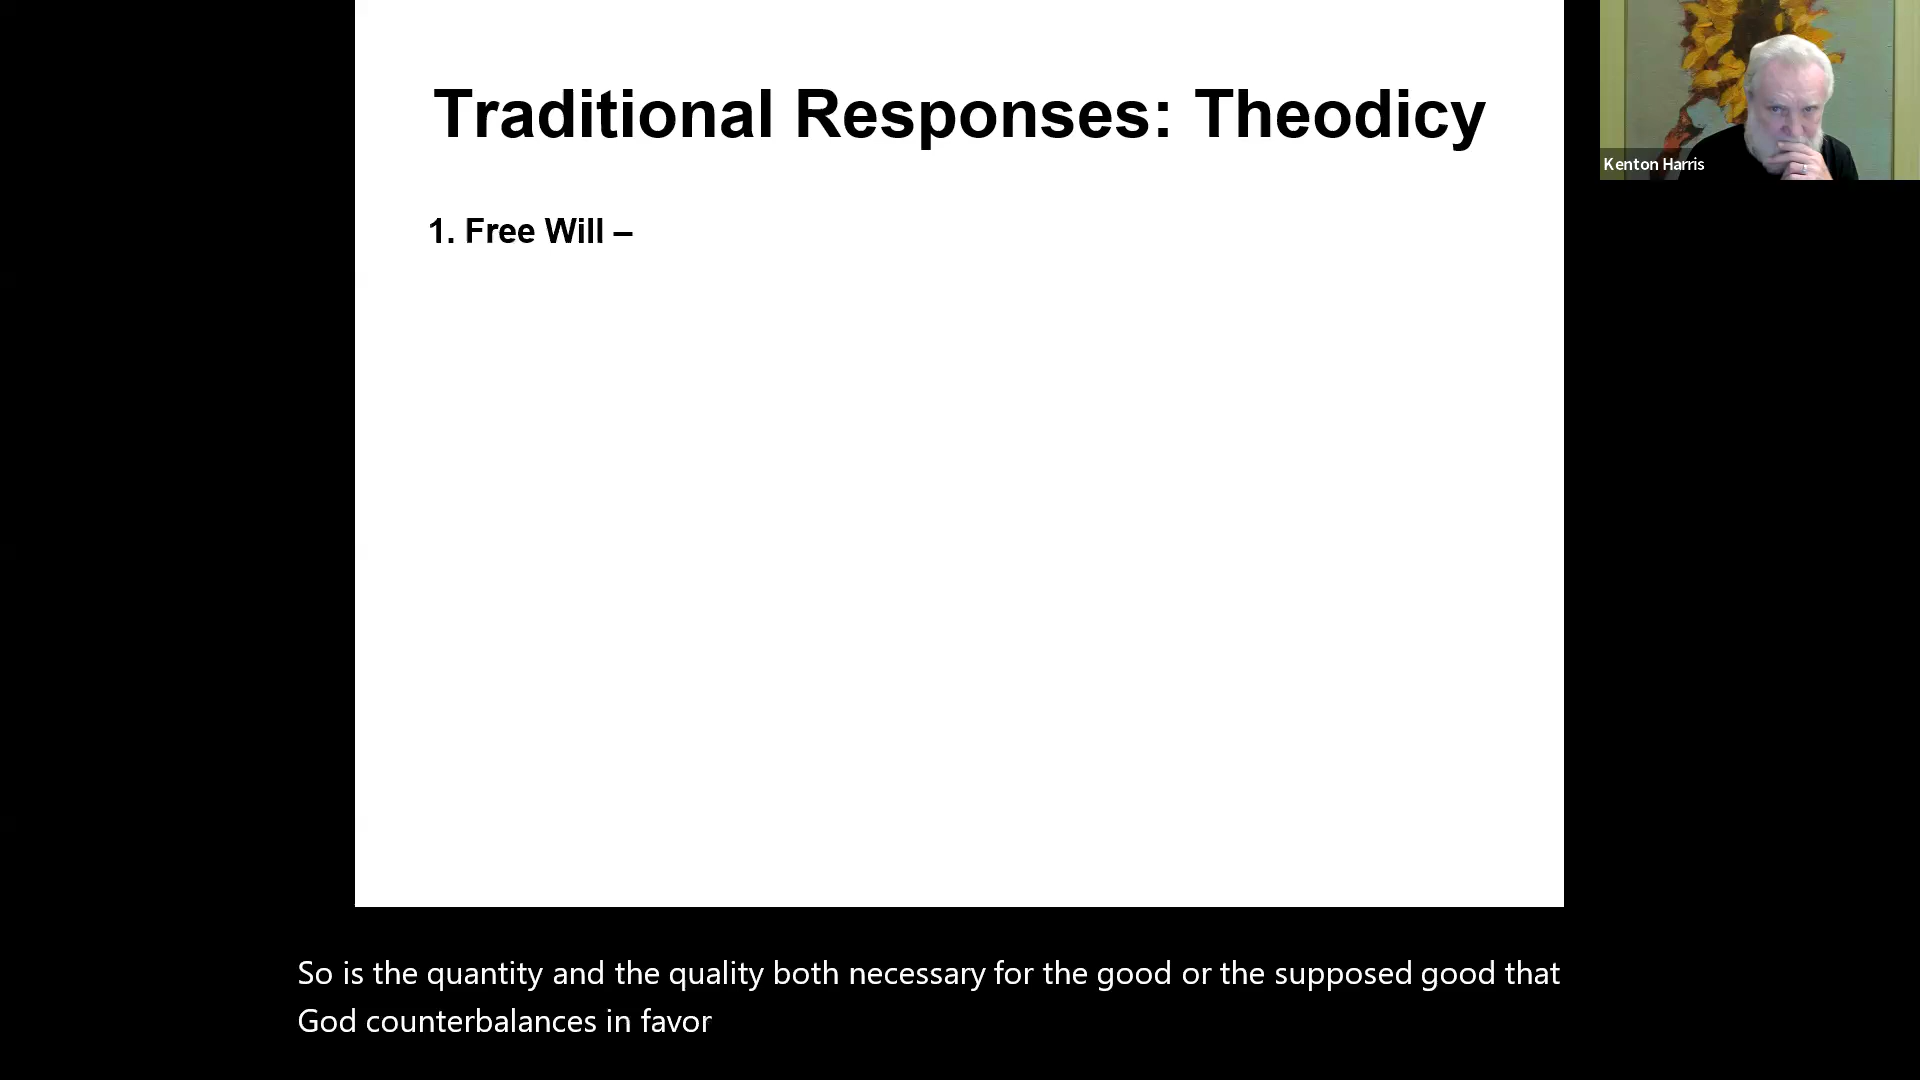 Traditional Responses: Theodicy
Kenton Harris
1. Free Will –
So is the quantity and the quality both necessary for the good or the supposed good that
God counterbalances in favor